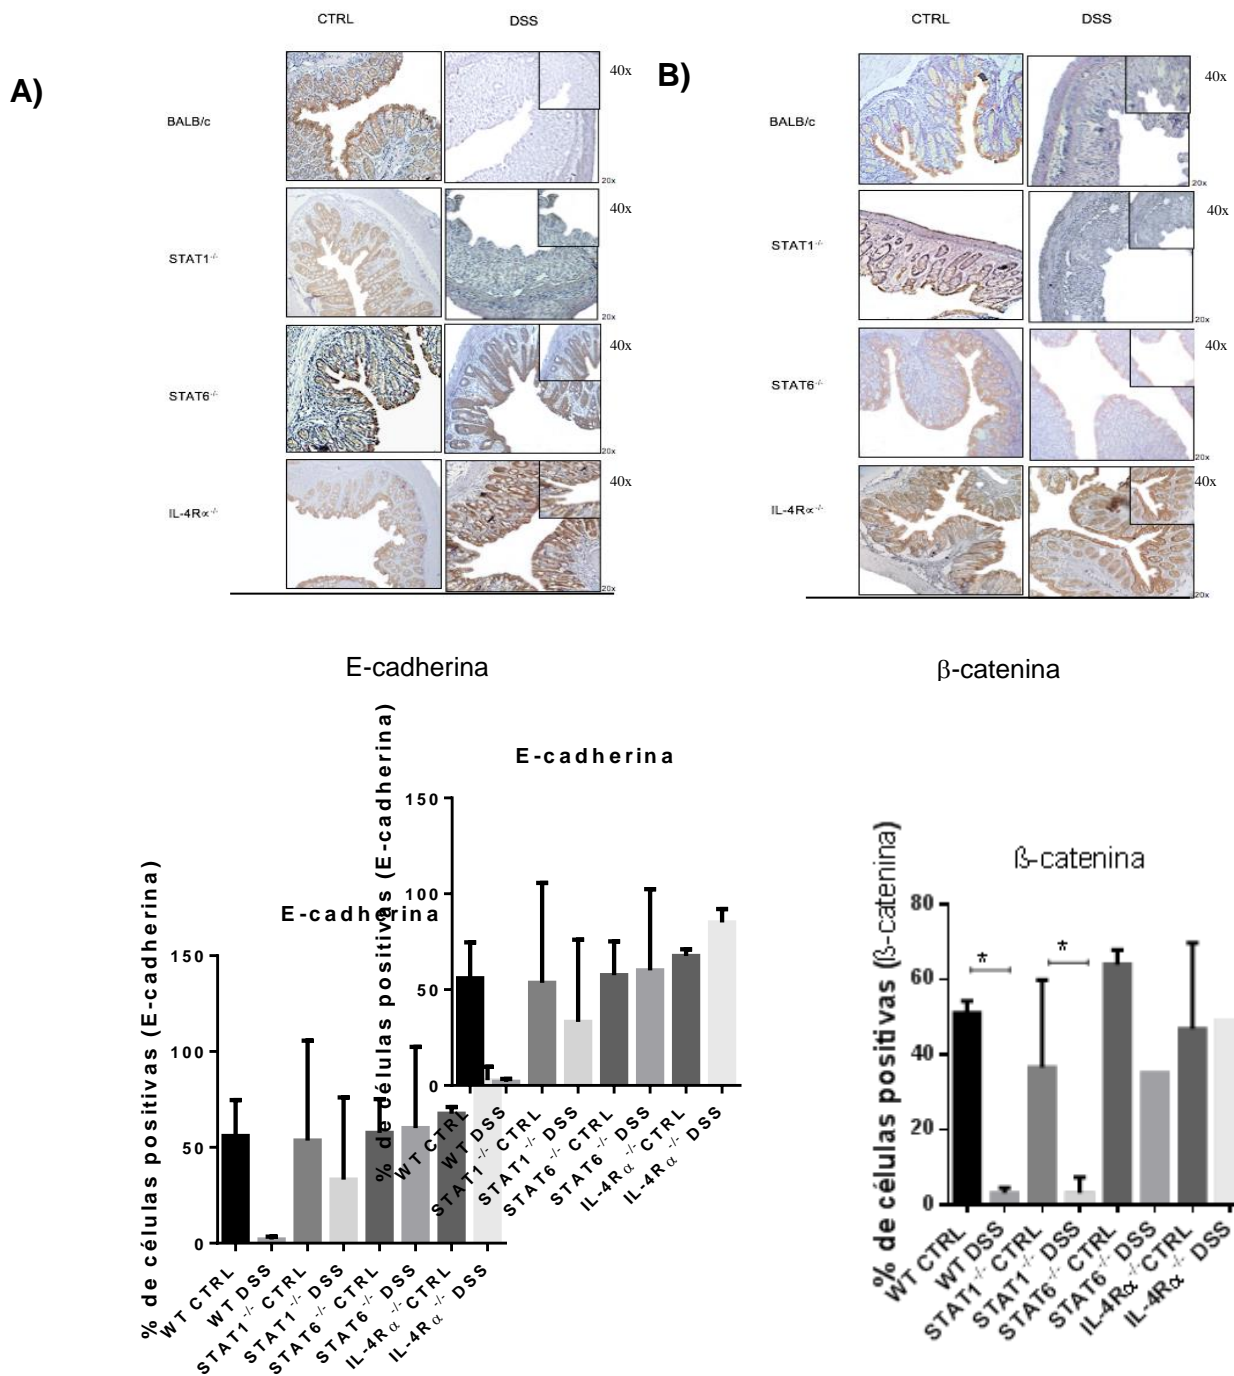 CTRL DSS
A)
BALB/c
40x
20x
STAT1-/-
40x
20x
STAT6-/-
40x
20x
IL-4Rα-/-
40x
20x
CTRL DSS
B)
BALB/c
40x
20x
STAT1-/-
40x
20x
STAT6-/-
40x
20x
IL-4Rα-/-
40x
20x
E-cadherina
β-catenina
E-cadherina
% de células positivas (E-cadherina)
150
100
50
0
WT CTRL
WT DSS
STAT1-/- CTRL
STAT1-/- DSS
STAT6-/- CTRL
STAT6-/- DSS
IL-4Rα-/- CTRL
IL-4Rα-/- DSS
E-cadherina
% de células positivas (E-cadherina)
150
100
50
0
WT CTRL
WT DSS
STAT1-/- CTRL
STAT1-/- DSS
STAT6-/- CTRL
STAT6-/- DSS
IL-4Rα-/- CTRL
IL-4Rα-/- DSS
ß-catenina
% de células positivas (ß-catenina)
80
60
40
20
0
*
*
WT CTRL
WT DSS
STAT1-/- CTRL
STAT1-/- DSS
STAT6-/- CTRL
STAT6-/- DSS
IL-4Rα-/- CTRL
IL-4Rα-/- DSS